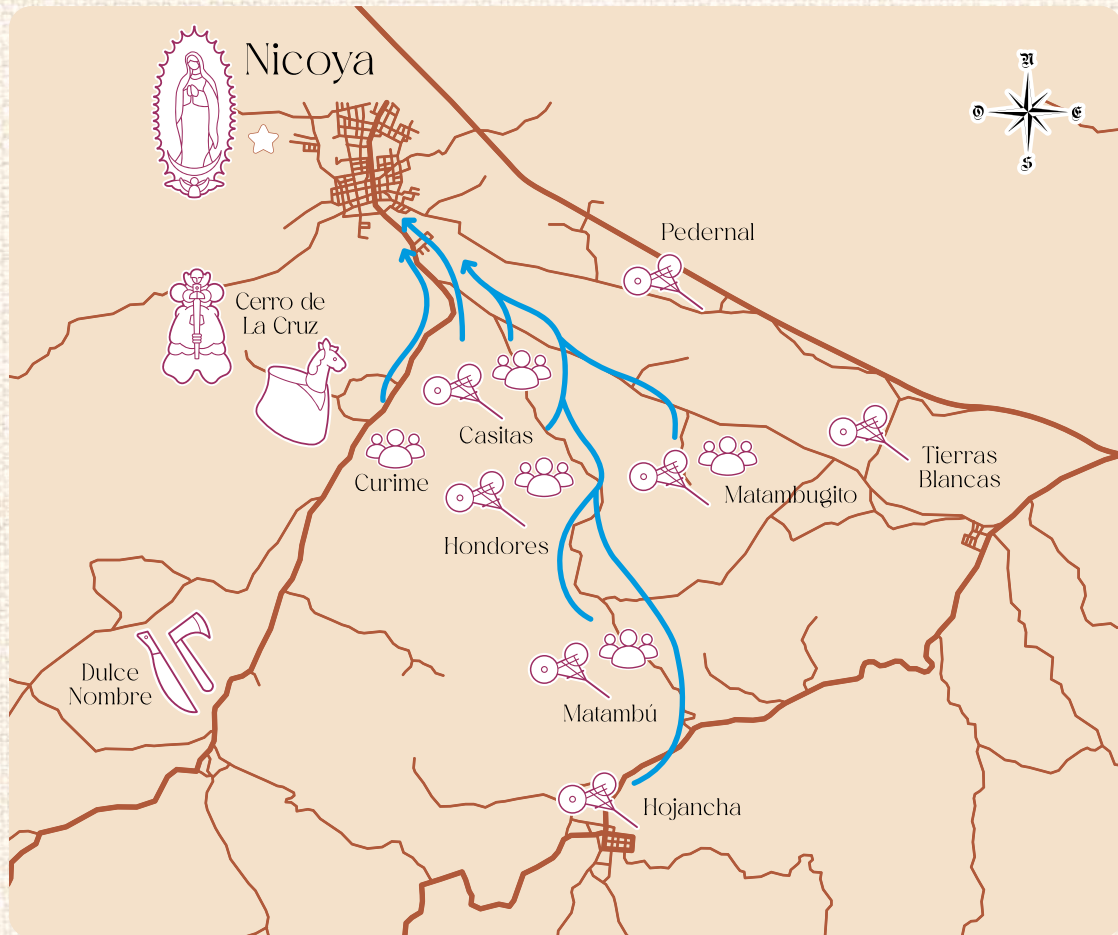 Nicoya
N
O
E
S
Pedernal
Cerro de
La Cruz
Casitas
Curime
Tierras
Blancas
Matambugito
Hondores
Dulce
Nombre
Matambú
Hojancha